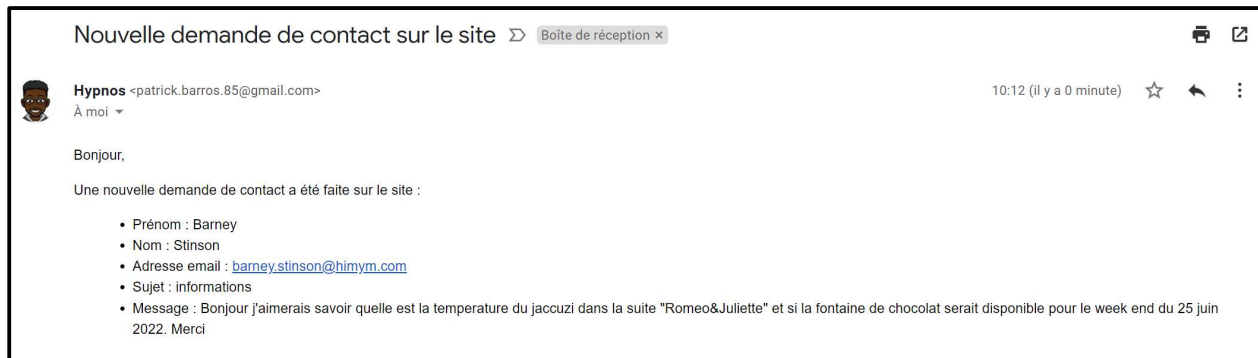 Nouvelle demande de contact sur le site Boîte de réception ×
Hypnos <patrick.barros.85@gmail.com> 10:12 (il y a 0 minute)
À moi
Bonjour,
Une nouvelle demande de contact a été faite sur le site :
• Prénom : Barney
• Nom : Stinson
• Adresse email : barney.stinson@himym.com
• Sujet : informations
• Message : Bonjour j'aimerais savoir quelle est la temperature du jaccuzi dans la suite "Romeo&Juliette" et si la fontaine de chocolat serait disponible pour le week end du 25 juin
2022. Merci